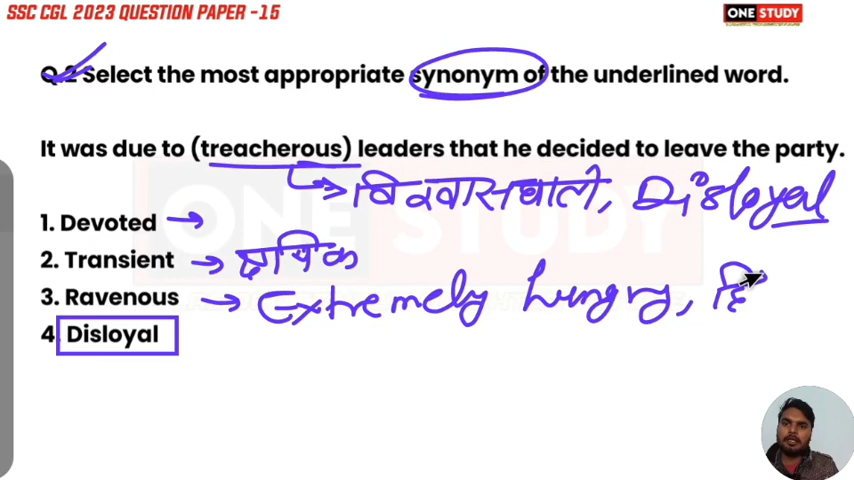 SSC CGL 2023 QUESTION PAPER -15
ONE STUDY
Q.2 Select the most appropriate synonym of the underlined word.
It was due to (treacherous) leaders that he decided to leave the party.
विश्वासघाती, Disloyal
1. Devoted →
2. Transient → क्षणिक
3. Ravenous → Extremely hungry, हि
4. Disloyal
ONE STUDY